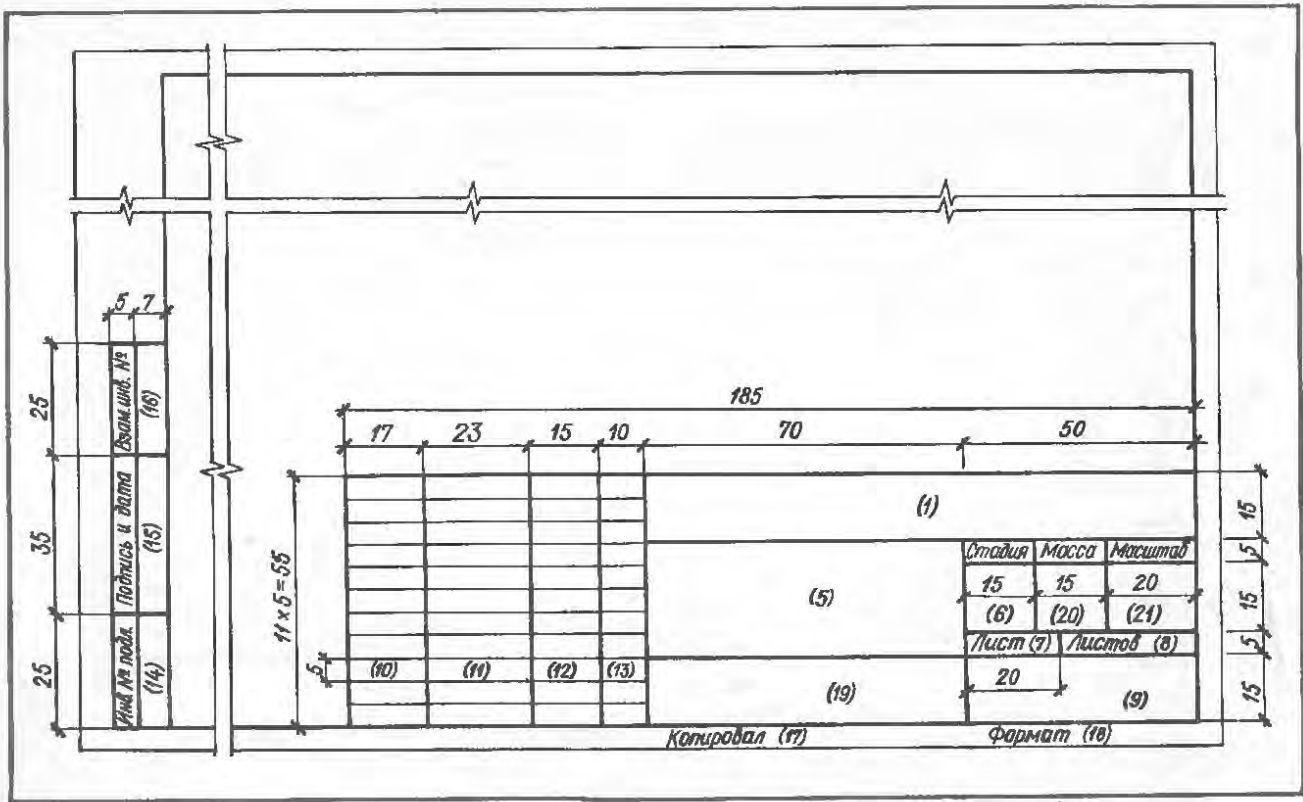 5 7
25 Взам.инв. № (16)
35 Подпись и дата (15)
25 Инв. № подл. (14)
185
17 23 15 10 70 50
11×5=55
(1) 15
Стадия Масса Масштаб 5
15 15 20 15
(5) (6) (20) (21)
Лист (7) Листов (8) 5
5 (10) (11) (12) (13)
20
(19) (9) 15
Копировал (17) Формат (18)